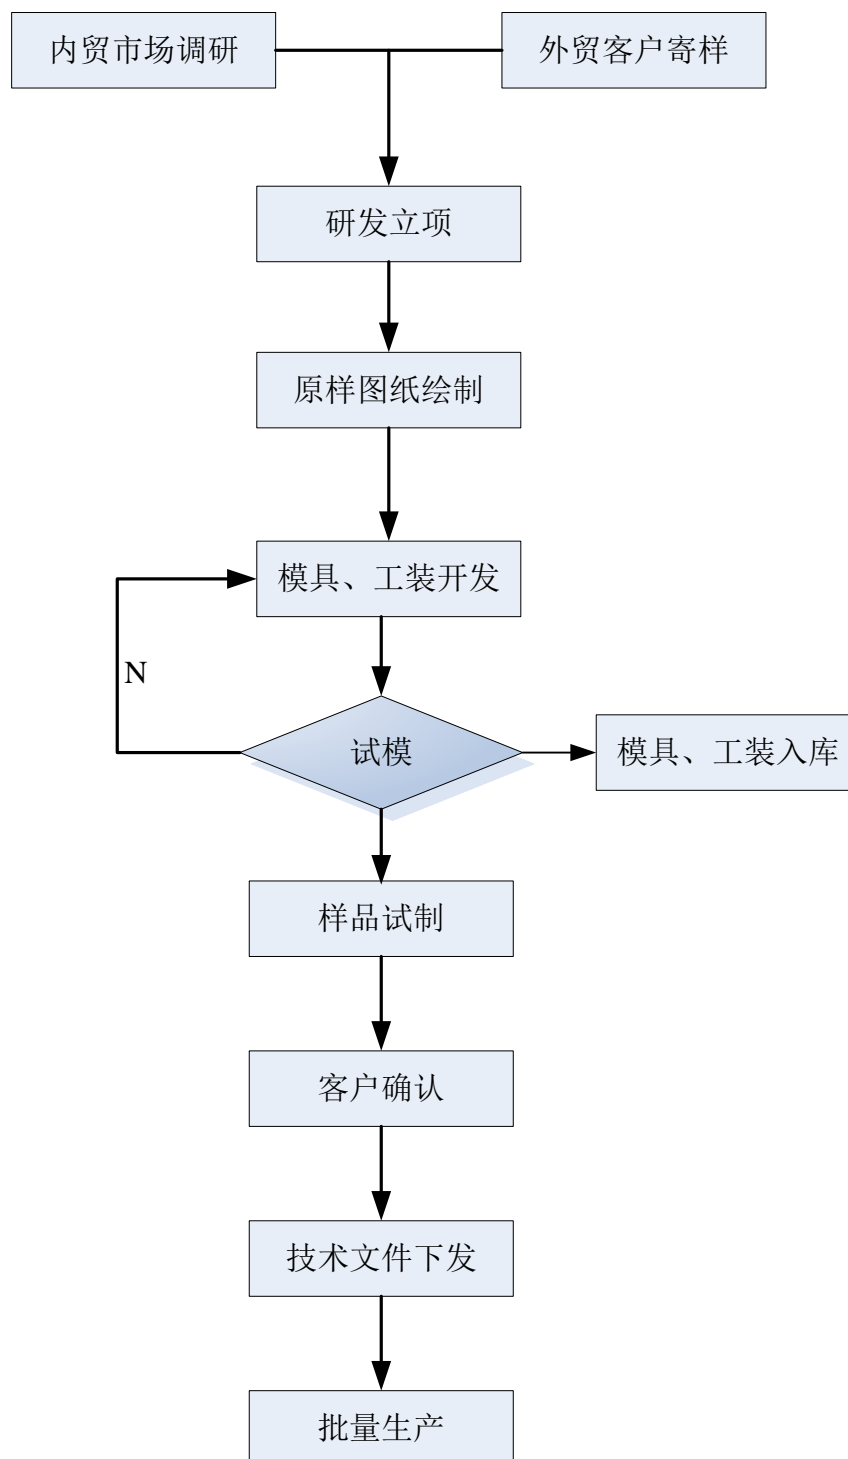 内贸市场调研
外贸客户寄样
研发立项
原样图纸绘制
模具、工装开发
N
试模
模具、工装入库
样品试制
客户确认
技术文件下发
批量生产